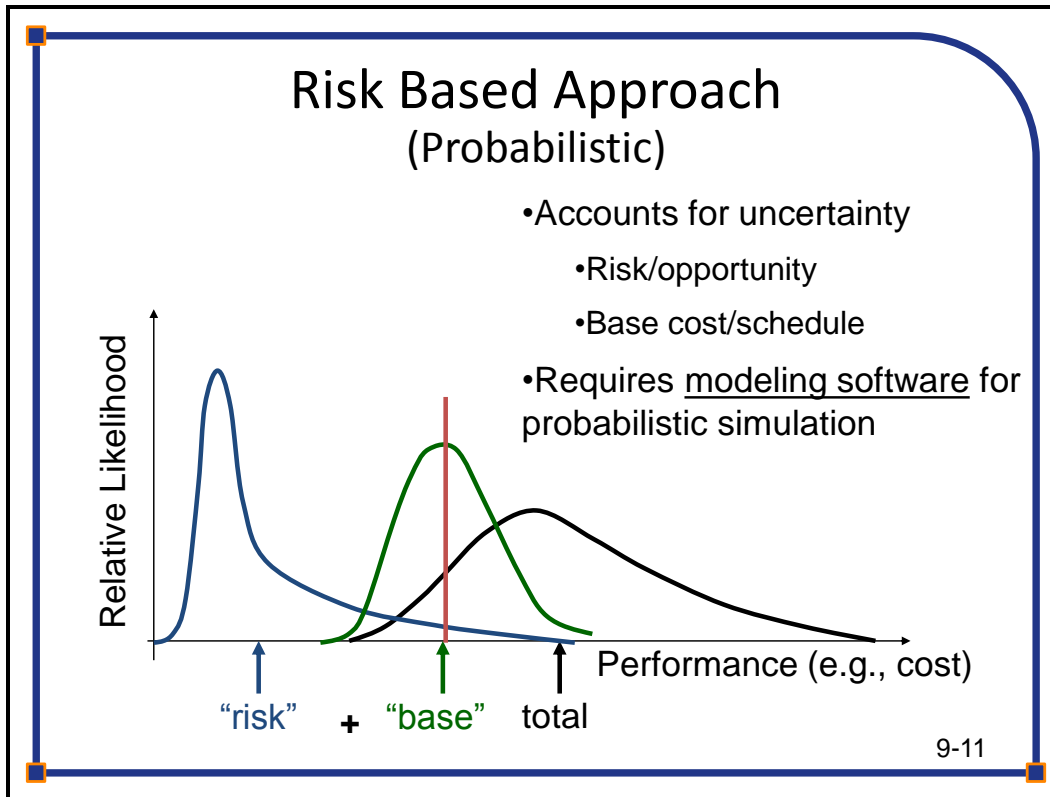 Risk Based Approach
(Probabilistic)
•Accounts for uncertainty
•Risk/opportunity
•Base cost/schedule
•Requires modeling software for
probabilistic simulation
Relative Likelihood
Performance (e.g., cost)
“risk” + “base” total
9-11